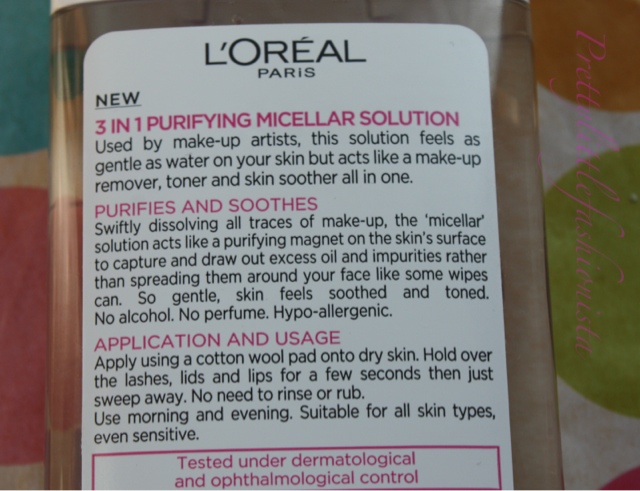 L'ORÉAL
PARiS
NEW
3 IN 1 PURIFYING MICELLAR SOLUTION
Used by make-up artists, this solution feels as
gentle as water on your skin but acts like a make-up
remover, toner and skin soother all in one.
PURIFIES AND SOOTHES
Swiftly dissolving all traces of make-up, the 'micellar'
solution acts like a purifying magnet on the skin's surface
to capture and draw out excess oil and impurities rather
than spreading them around your face like some wipes
can. So gentle, skin feels soothed and toned.
No alcohol. No perfume. Hypo-allergenic.
APPLICATION AND USAGE
Apply using a cotton wool pad onto dry skin. Hold over
the lashes, lids and lips for a few seconds then just
sweep away. No need to rinse or rub.
Use morning and evening. Suitable for all skin types,
even sensitive.
Tested under dermatological
and ophthalmological control